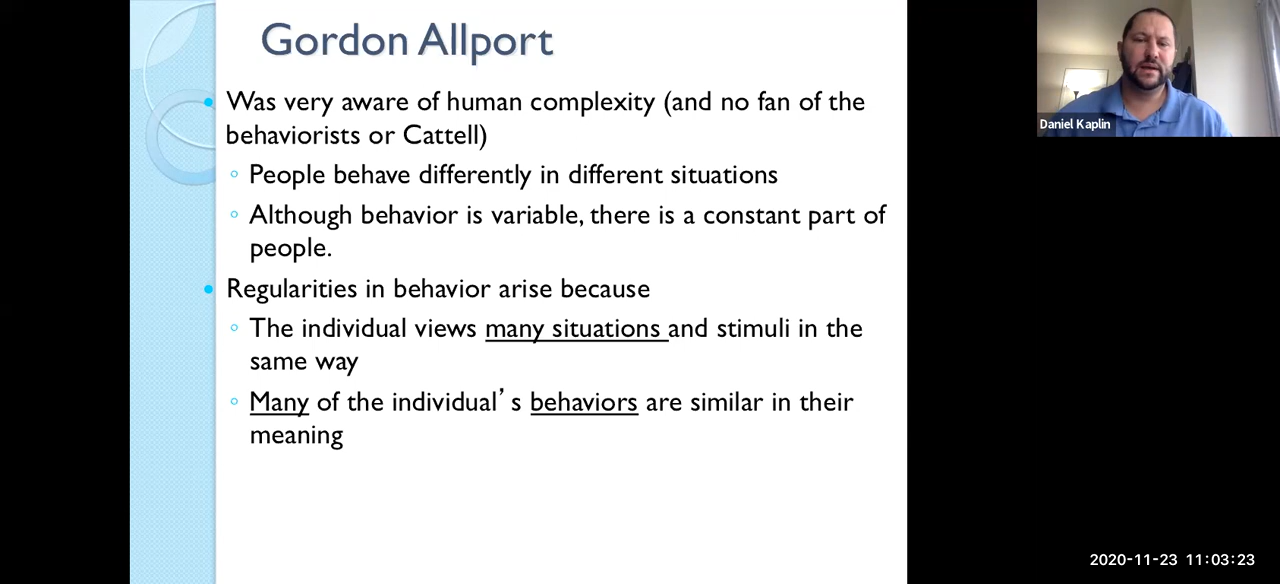 Gordon Allport
Was very aware of human complexity (and no fan of the
behaviorists or Cattell)
People behave differently in different situations
Although behavior is variable, there is a constant part of
people.
Regularities in behavior arise because
The individual views many situations and stimuli in the
same way
Many of the individual’s behaviors are similar in their
meaning
Daniel Kaplin
2020-11-23 11:03:23